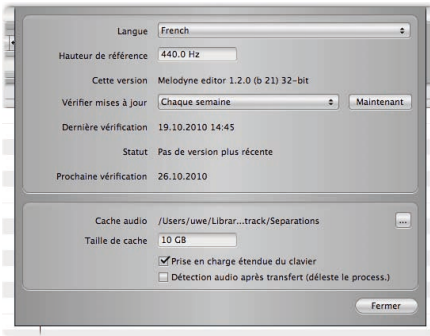 Langue French
Hauteur de référence 440.0 Hz
Cette version Melodyne editor 1.2.0 (b 21) 32-bit
Vérifier mises à jour Chaque semaine Maintenant
Dernière vérification 19.10.2010 14:45
Statut Pas de version plus récente
Prochaine vérification 26.10.2010
Cache audio /Users/uwe/Librar...track/Separations ...
Taille de cache 10 GB
Prise en charge étendue du clavier
Détection audio après transfert (déleste le process.)
Fermer